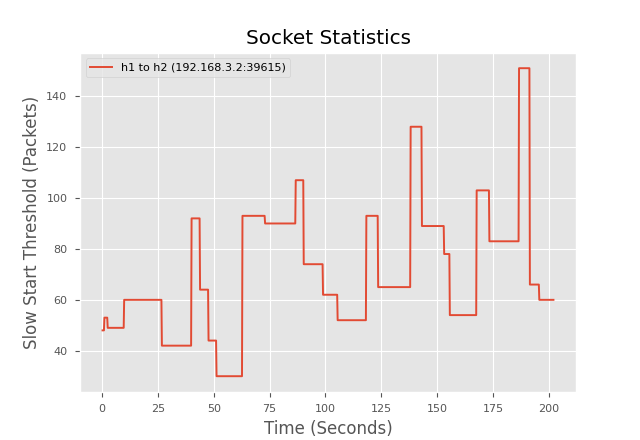 Socket Statistics
h1 to h2 (192.168.3.2:39615)
Slow Start Threshold (Packets)
140
120
100
80
60
40
0 25 50 75 100 125 150 175 200
Time (Seconds)